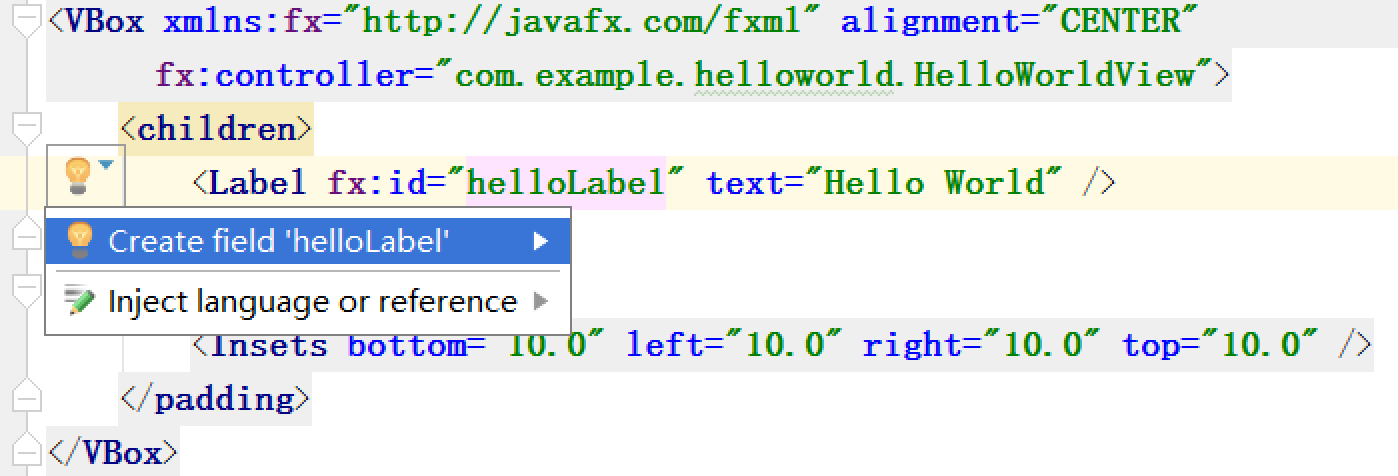 <VBox xmlns:fx="http://javafx.com/fxml" alignment="CENTER"
fx:controller="com.example.helloworld.HelloWorldView">
<children>
<Label fx:id="helloLabel" text="Hello World" />
Create field 'helloLabel'
Inject language or reference
<Insets bottom= 10.0" left="10.0" right="10.0" top="10.0" />
</padding>
</VBox>